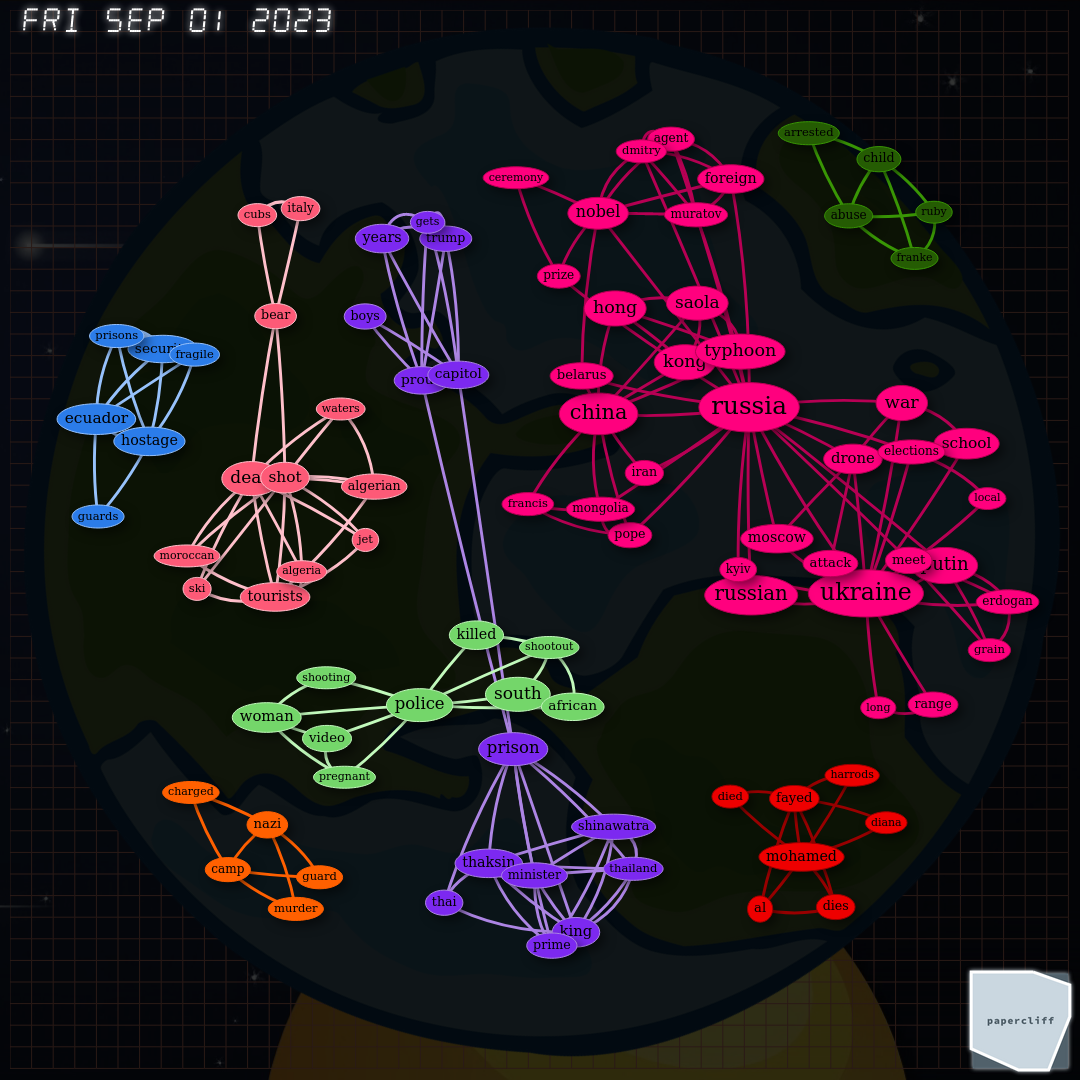 FRI SEP 01 2023
arrested
agent
dmitry
child
ceremony
foreign
cubs
italy
nobel
muratov
ruby
abuse
gets
years
trump
franke
prize
bear
boys
hong
saola
prisons
fragile
kong
typhoon
belarus
capitol
ecuador
hostage
waters
china
russia
war
school
elections
drone
iran
shot
algerian
local
francis
mongolia
guards
pope
moscow
jet
moroccan
algeria
kyiv
attack
meet
ski
tourists
russian
ukraine
erdogan
killed
shootout
grain
shooting
south
police
african
long
range
woman
video
prison
pregnant
harrods
charged
died
fayed
nazi
shinawatra
diana
mohamed
camp
guard
thaksin
minister
thailand
thai
murder
al
dies
king
prime
papercliff